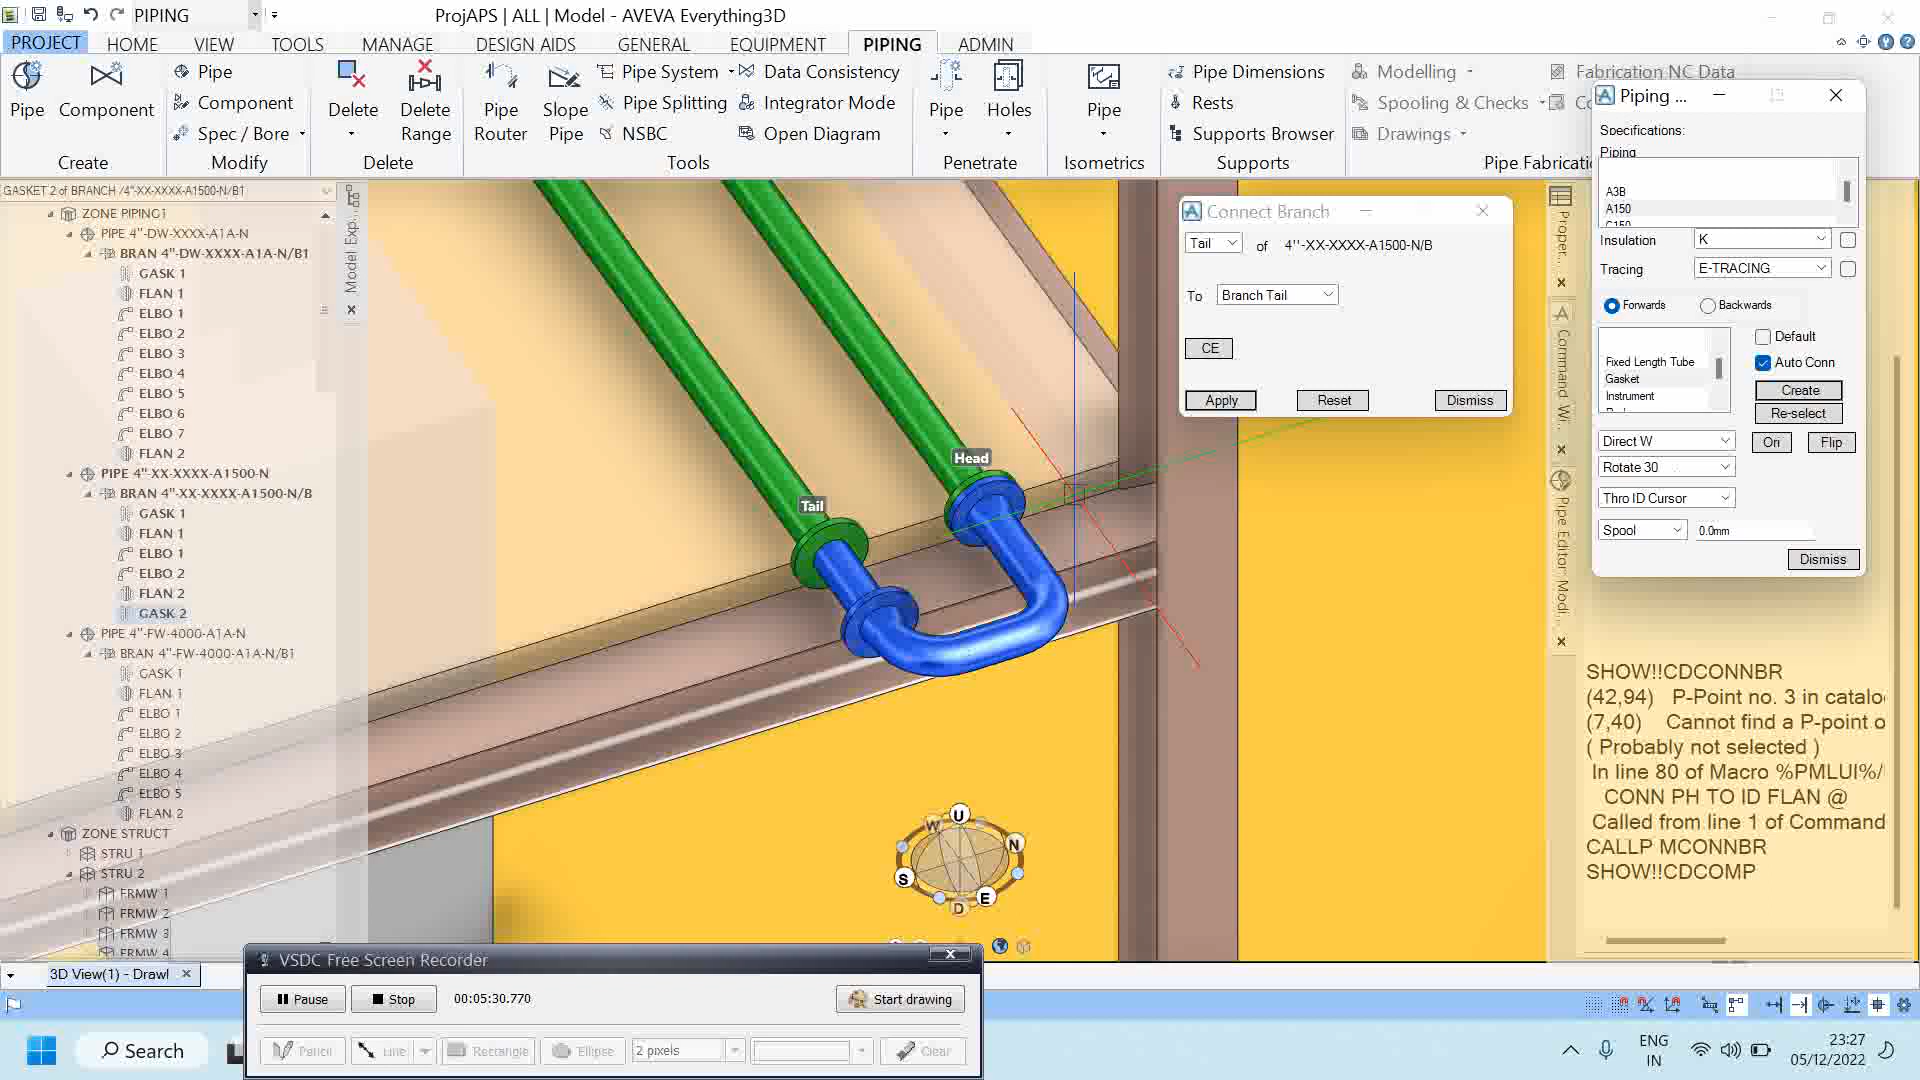 PIPING
ProjAPS | ALL | Model - AVEVA Everything3D
PROJECT HOME VIEW TOOLS MANAGE DESIGN AIDS GENERAL EQUIPMENT PIPING ADMIN
Pipe
Component
Create
Pipe
Component
Spec / Bore
Modify
Delete
Delete Range
Delete
Pipe Router
Slope Pipe
Pipe System
Pipe Splitting
NSBC
Data Consistency
Integrator Mode
Open Diagram
Tools
Pipe
Holes
Penetrate
Pipe
Isometrics
Pipe Dimensions
Rests
Supports Browser
Supports
Modelling
Spooling & Checks
Drawings
Fabrication NC Data
Pipe Fabricati
GASKET 2 of BRANCH /4"-XX-XXXX-A1500-N/B1
ZONE PIPING1
PIPE 4"-DW-XXXX-A1A-N
BRAN 4"-DW-XXXX-A1A-N/B1
GASK 1
FLAN 1
ELBO 1
ELBO 2
ELBO 3
ELBO 4
ELBO 5
ELBO 6
ELBO 7
FLAN 2
PIPE 4"-XX-XXXX-A1500-N
BRAN 4"-XX-XXXX-A1500-N/B
GASK 1
FLAN 1
ELBO 1
ELBO 2
FLAN 2
GASK 2
PIPE 4"-FW-4000-A1A-N
BRAN 4"-FW-4000-A1A-N/B1
GASK 1
FLAN 1
ELBO 1
ELBO 2
ELBO 3
ELBO 4
ELBO 5
FLAN 2
ZONE STRUCT
STRU 1
STRU 2
FRMW 1
FRMW 2
FRMW 3
FRMW 4
Model Exp...
Head
Tail
U
W
N
S
E
D
Connect Branch
Tail of 4''-XX-XXXX-A1500-N/B
To Branch Tail
CE
Apply Reset Dismiss
Proper...
Command Wi...
Pipe Editor Modi...
Piping ...
Specifications:
Piping
A3B
A150
Insulation K
Tracing E-TRACING
Forwards Backwards
Fixed Length Tube
Gasket
Instrument
Default
Auto Conn
Create
Re-select
Direct W Ori Flip
Rotate 30
Thro ID Cursor
Spool 0.0mm
Dismiss
SHOW!!CDCONNBR
(42,94) P-Point no. 3 in catalo
(7,40) Cannot find a P-point o
( Probably not selected )
In line 80 of Macro %PMLUI%/
CONN PH TO ID FLAN @
Called from line 1 of Command
CALLP MCONNBR
SHOW!!CDCOMP
3D View(1) - Drawl
VSDC Free Screen Recorder
Pause Stop 00:05:30.770 Start drawing
Pencil Line Rectangle Ellipse 2 pixels Clear
Search
ENG
IN
23:27
05/12/2022